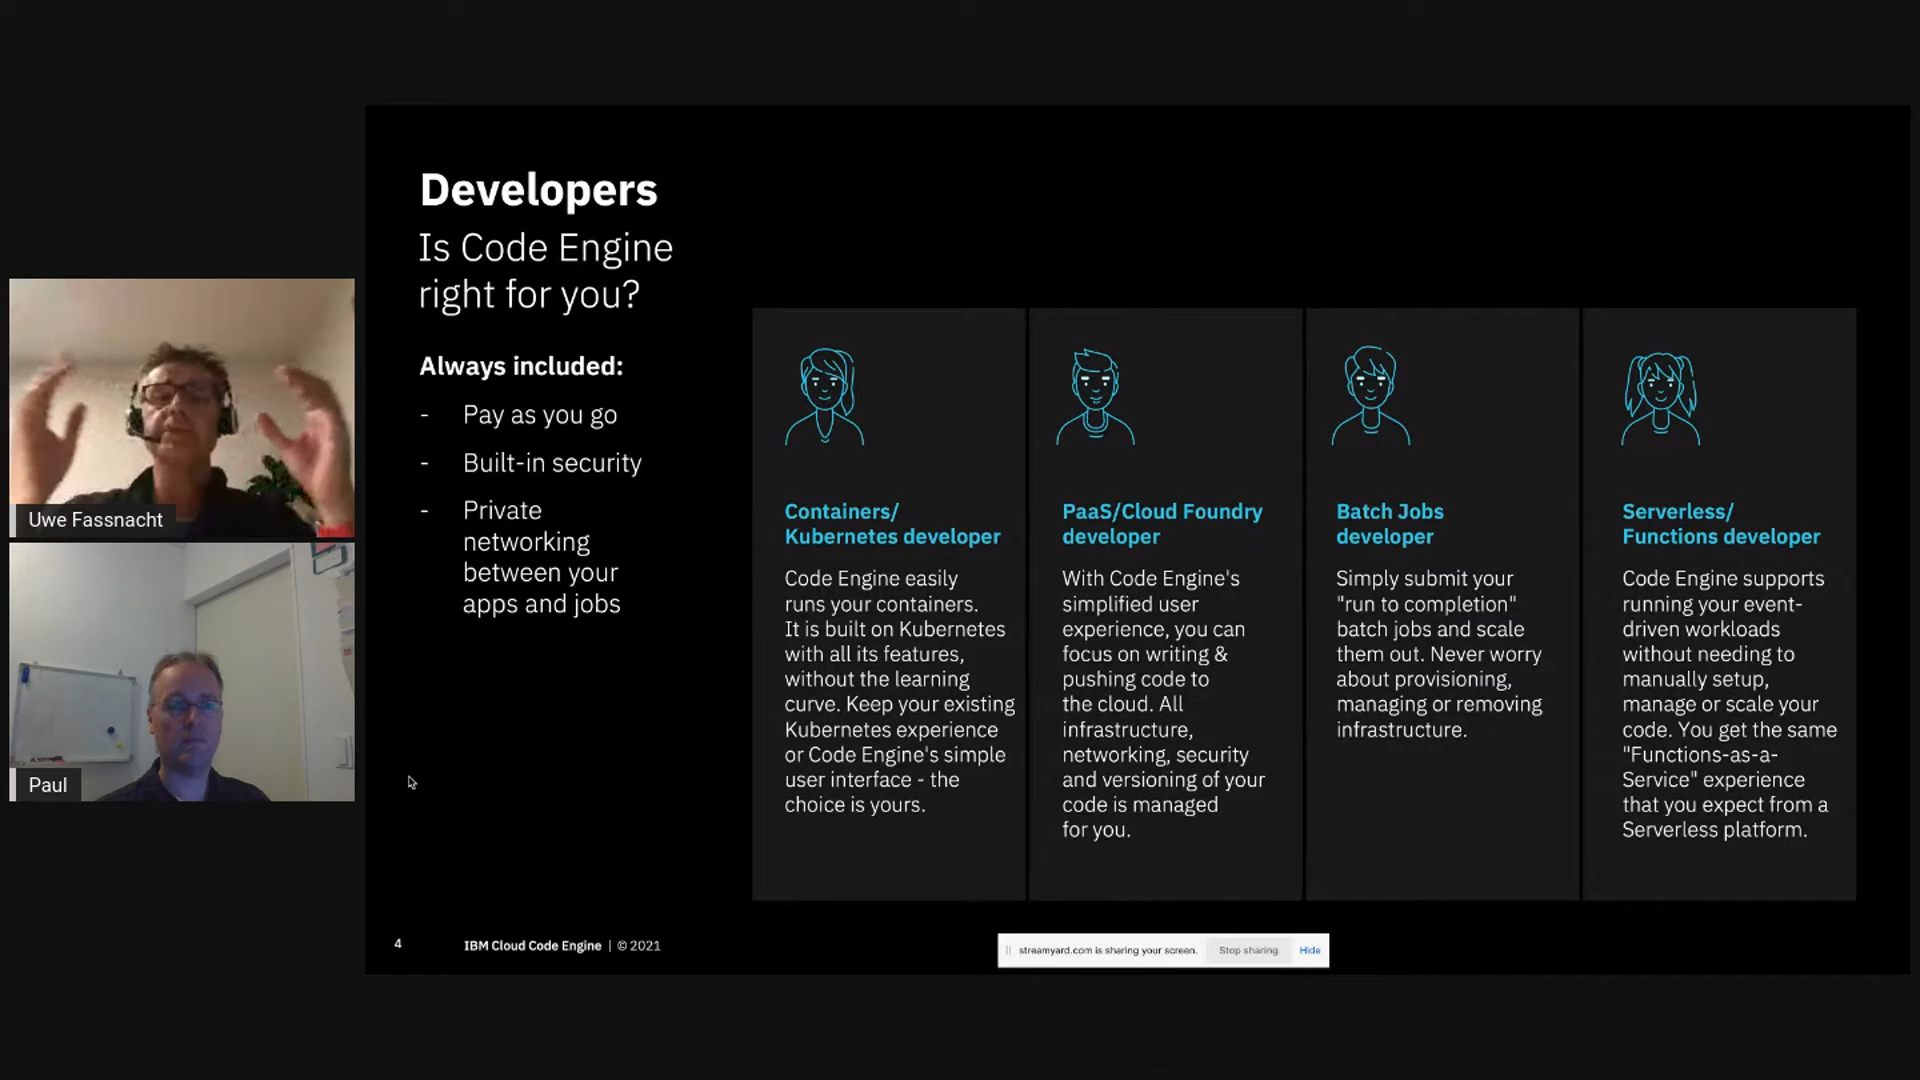 Developers
Is Code Engine
right for you?
Always included:
- Pay as you go
- Built-in security
- Private
networking
between your
apps and jobs
Containers/
Kubernetes developer
Code Engine easily
runs your containers.
It is built on Kubernetes
with all its features,
without the learning
curve. Keep your existing
Kubernetes experience
or Code Engine's simple
user interface - the
choice is yours.
PaaS/Cloud Foundry
developer
With Code Engine's
simplified user
experience, you can
focus on writing &
pushing code to
the cloud. All
infrastructure,
networking, security
and versioning of your
code is managed
for you.
Batch Jobs
developer
Simply submit your
"run to completion"
batch jobs and scale
them out. Never worry
about provisioning,
managing or removing
infrastructure.
Serverless/
Functions developer
Code Engine supports
running your event-
driven workloads
without needing to
manually setup,
manage or scale your
code. You get the same
"Functions-as-a-
Service" experience
that you expect from a
Serverless platform.
Uwe Fassnacht
Paul
4 IBM Cloud Code Engine | © 2021
streamyard.com is sharing your screen. Stop sharing Hide